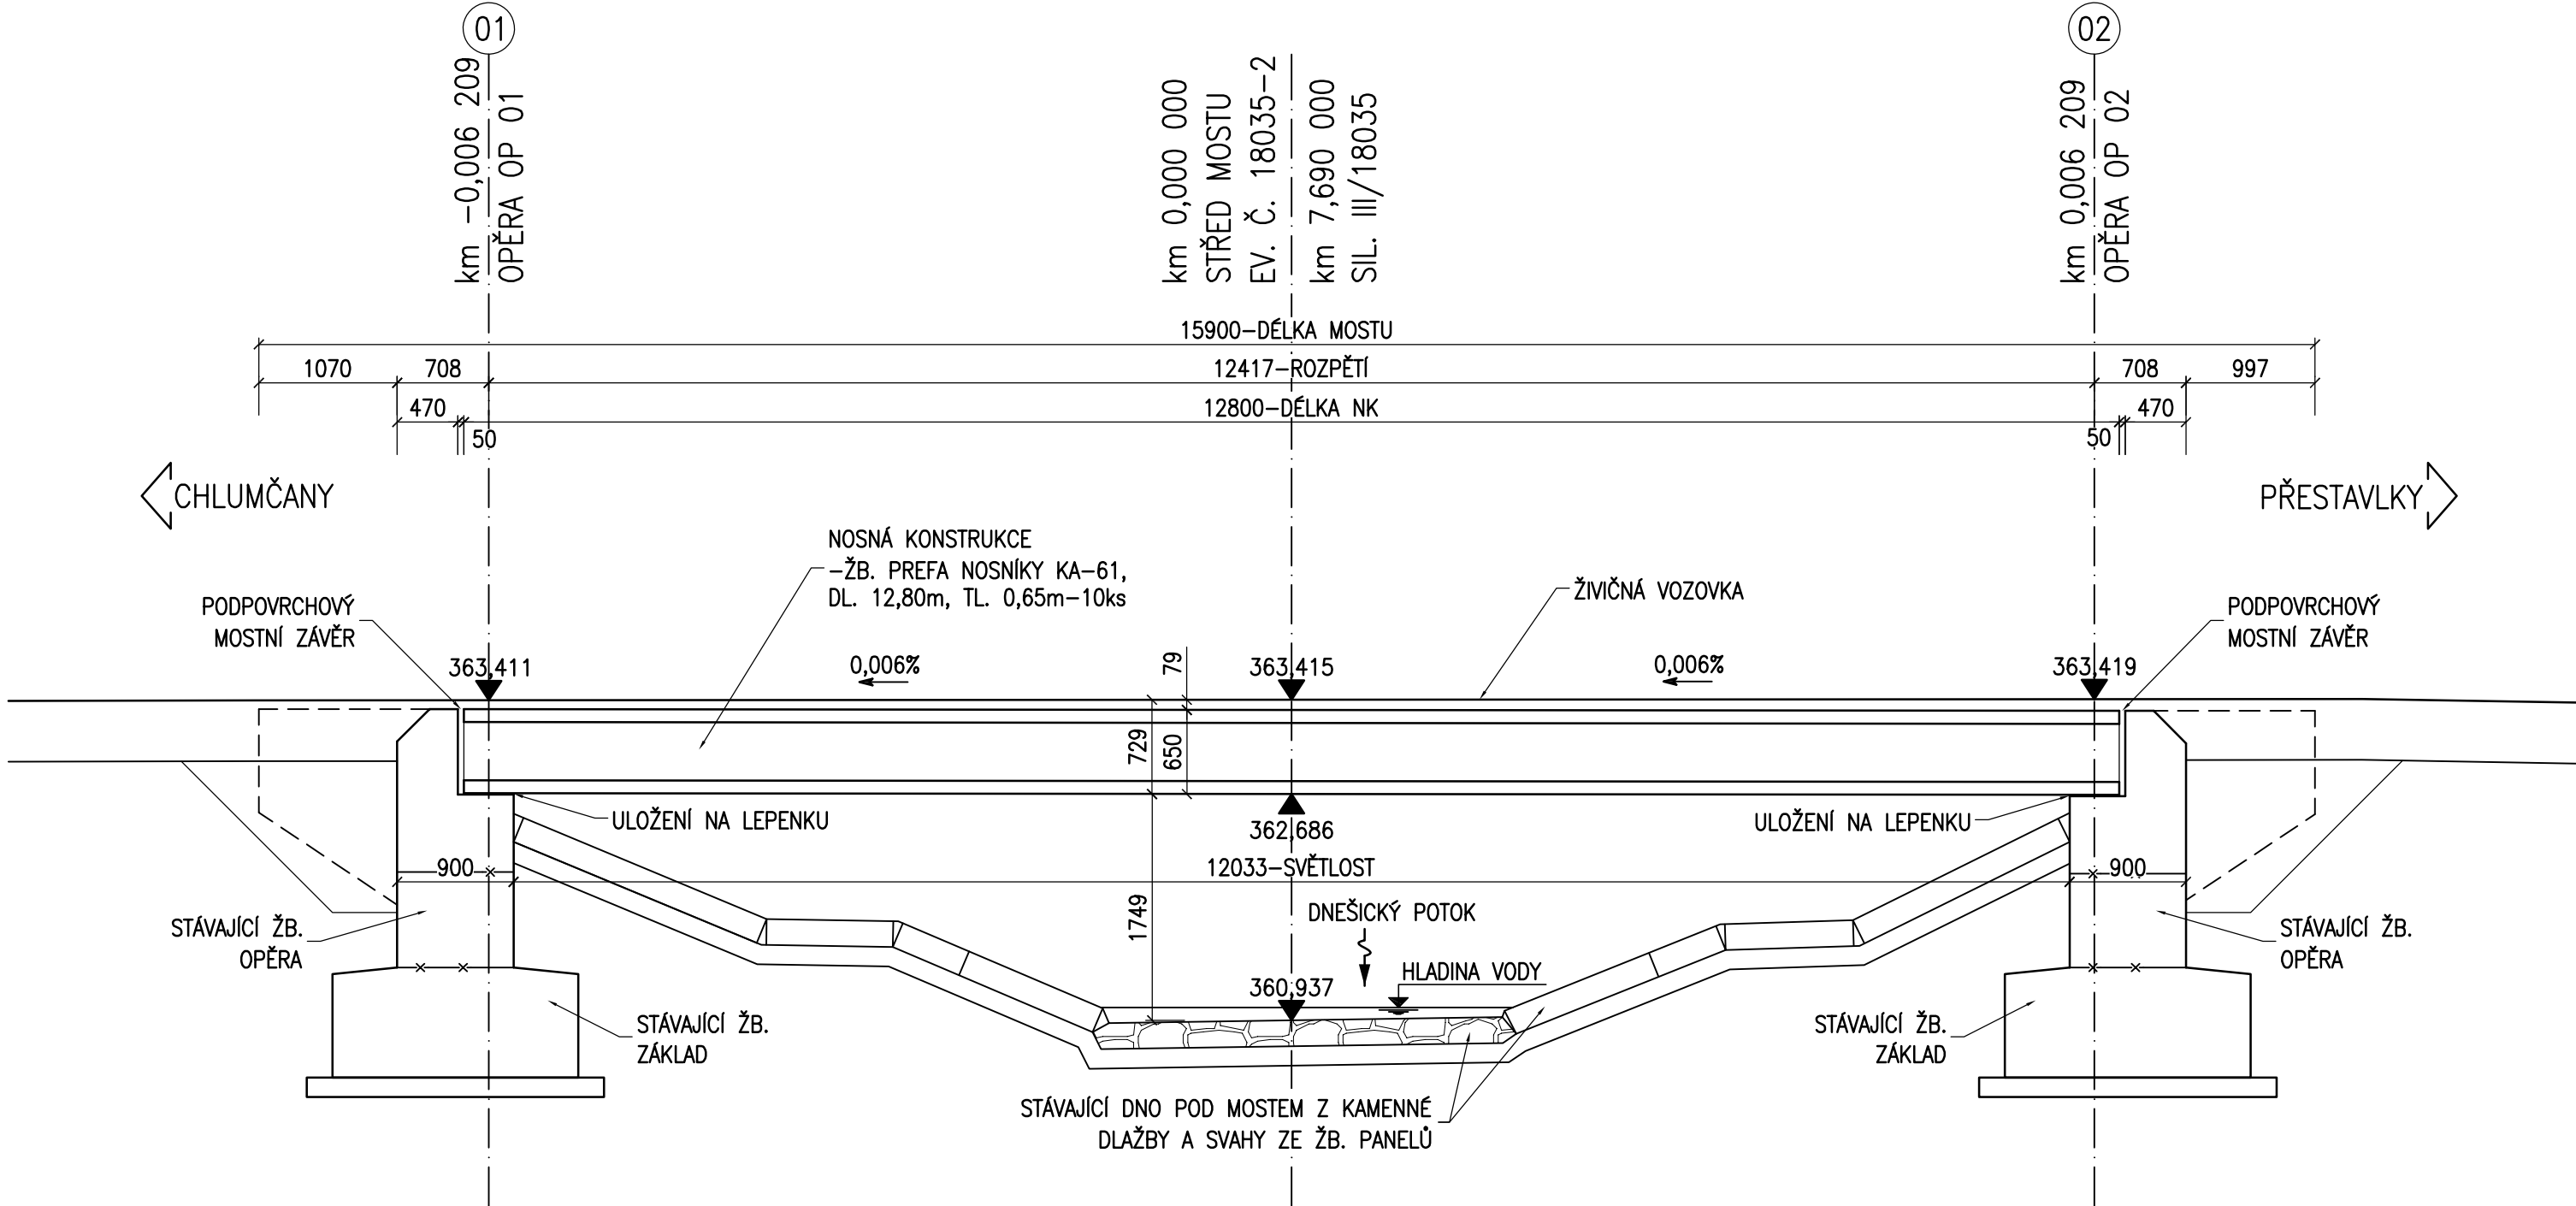 01
02
km -0,006 209
OPĚRA OP 01
km 0,000 000
STŘED MOSTU
EV. Č. 18035-2
km 7,690 000
SIL. III/18035
km 0,006 209
OPĚRA OP 02
15900-DÉLKA MOSTU
1070
708
12417-ROZPĚTÍ
708
997
470
12800-DÉLKA NK
470
50
50
CHLUMČANY
PŘESTAVLKY
NOSNÁ KONSTRUKCE
-ŽB. PREFA NOSNÍKY KA-61,
DL. 12,80m, TL. 0,65m-10ks
ŽIVIČNÁ VOZOVKA
PODPOVRCHOVÝ
MOSTNÍ ZÁVĚR
PODPOVRCHOVÝ
MOSTNÍ ZÁVĚR
363,411
0,006%
79
363,415
0,006%
363,419
729
650
ULOŽENÍ NA LEPENKU
362,686
ULOŽENÍ NA LEPENKU
900
12033-SVĚTLOST
900
1749
DNEŠICKÝ POTOK
STÁVAJÍCÍ ŽB.
OPĚRA
STÁVAJÍCÍ ŽB.
OPĚRA
HLADINA VODY
360,937
STÁVAJÍCÍ ŽB.
ZÁKLAD
STÁVAJÍCÍ ŽB.
ZÁKLAD
STÁVAJÍCÍ DNO POD MOSTEM Z KAMENNÉ
DLAŽBY A SVAHY ZE ŽB. PANELŮ